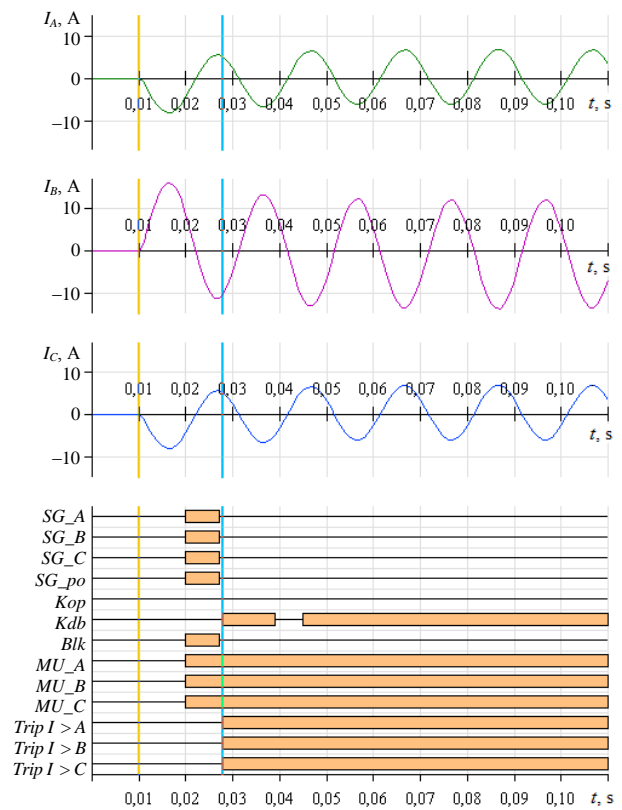 I_A, A
10
0
−10
0,01 0,02 0,03 0,04 0,05 0,06 0,07 0,08 0,09 0,10 t, s
I_B, A
10
0,01 0,02 0,03 0,04 0,05 0,06 0,07 0,08 0,09 0,10
0
t, s
−10
I_C, A
10
0,01 0,02 0,03 0,04 0,05 0,06 0,07 0,08 0,09 0,10
0
t, s
−10
SG_A
SG_B
SG_C
SG_po
Kop
Kdb
Blk
MU_A
MU_B
MU_C
Trip I > A
Trip I > B
Trip I > C
0,01 0,02 0,03 0,04 0,05 0,06 0,07 0,08 0,09 0,10 t, s